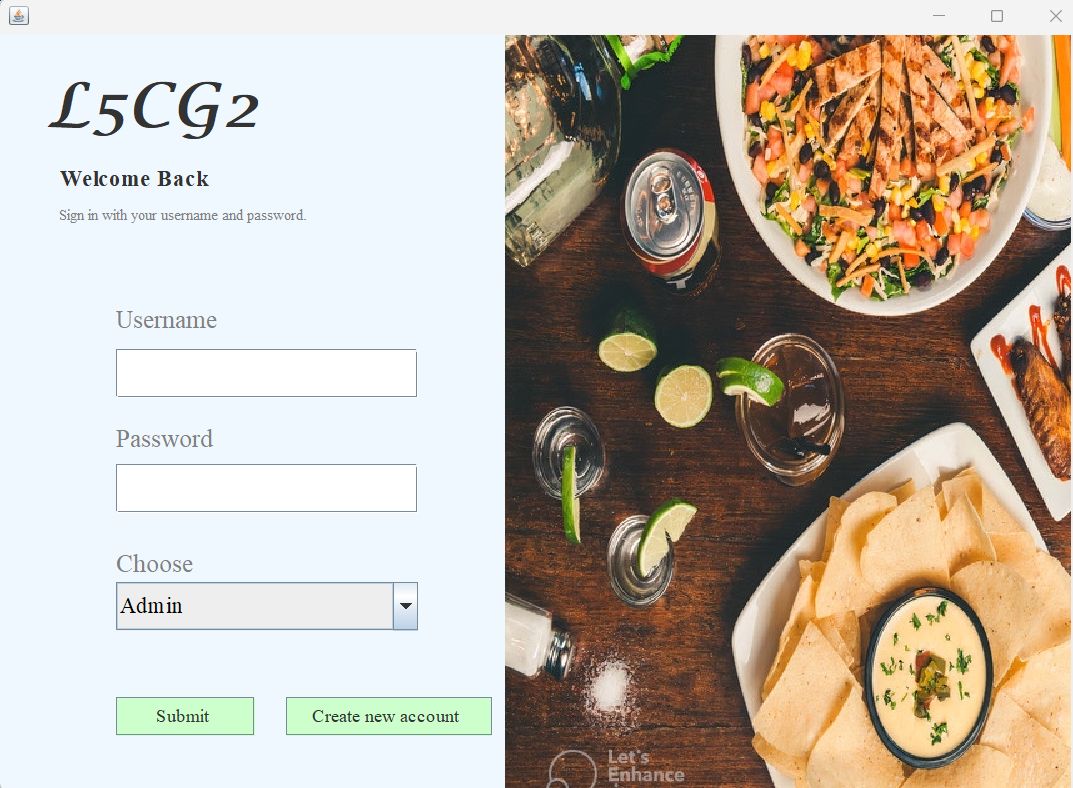 L5CG2
Welcome Back
Sign in with your username and password.
Username
Password
Choose
Admin
Submit
Create new account
Let's
Enhance